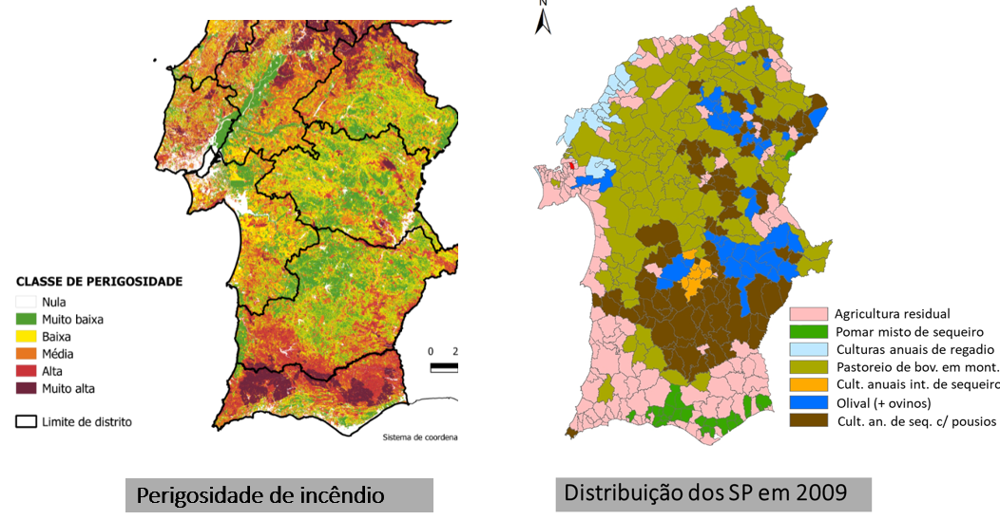 CLASSE DE PERIGOSIDADE
Nula
Muito baixa
Baixa
Média
Alta
Muito alta
Limite de distrito
0 2
Sistema de coordena
Perigosidade de incêndio
N
Agricultura residual
Pomar misto de sequeiro
Culturas anuais de regadio
Pastoreio de bov. em mont.
Cult. anuais int. de sequeiro
Olival (+ ovinos)
Cult. an. de seq. c/ pousios
Distribuição dos SP em 2009